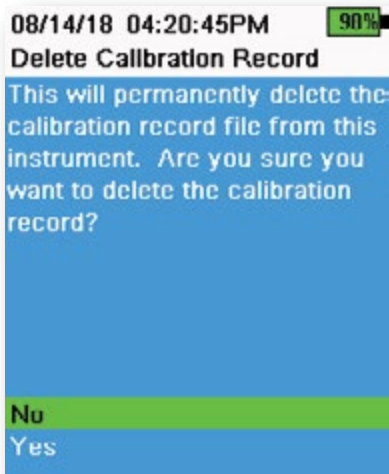 08/14/18 04:20:45PM 90%
Delete Calibration Record
This will permanently delete the
calibration record file from this
instrument. Are you sure you
want to delete the calibration
record?
No
Yes